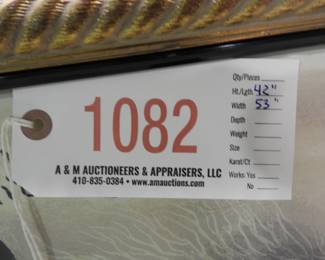 1082
A & M AUCTIONEERS & APPRAISERS, LLC
410-835-0384 • www.amauctions.com
Qty/Pieces
Ht./Lgth 42"
Width 53"
Depth
Weight
Size
Karat/Ct
Works: Yes
No